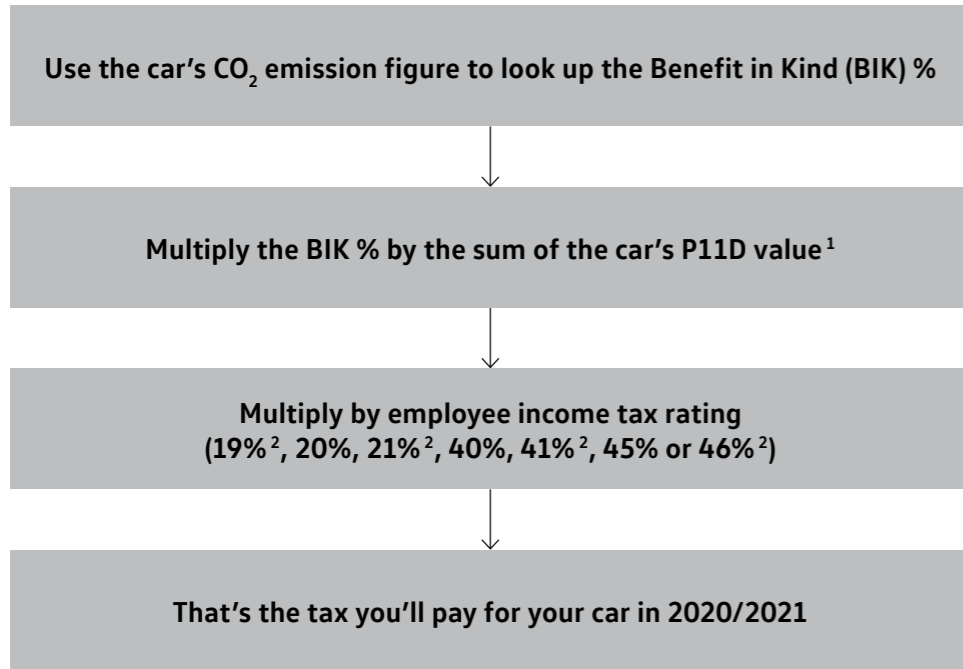 Use the car's CO₂ emission figure to look up the Benefit in Kind (BIK) %
Multiply the BIK % by the sum of the car's P11D value¹
Multiply by employee income tax rating
(19%², 20%, 21%², 40%, 41%², 45% or 46%²)
That's the tax you'll pay for your car in 2020/2021